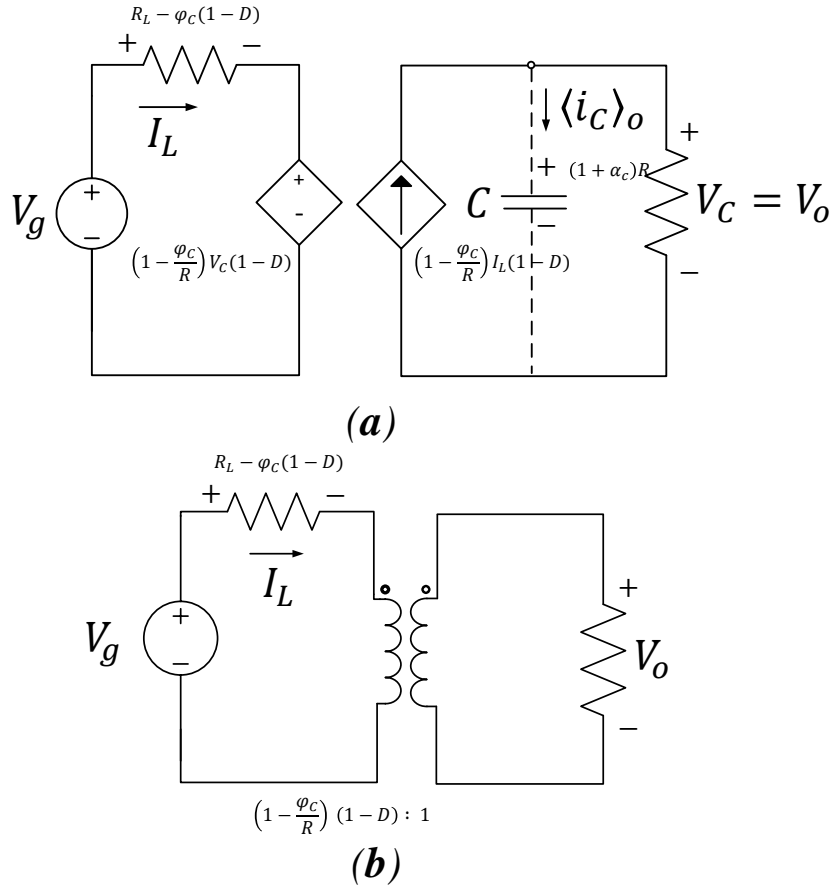 R_L − φ_C(1−D)
+ −
I_L
V_g
+
−
+
-
(1 − φ_C/R) V_C(1−D)
(1 − φ_C/R) I_L(1−D)
⟨i_C⟩_o
+
C
−
(1 + α_c)R
+
V_C = V_o
−
(a)
R_L − φ_C(1−D)
+ −
I_L
V_g
+
−
+
V_o
−
(1 − φ_C/R) (1−D) : 1
(b)